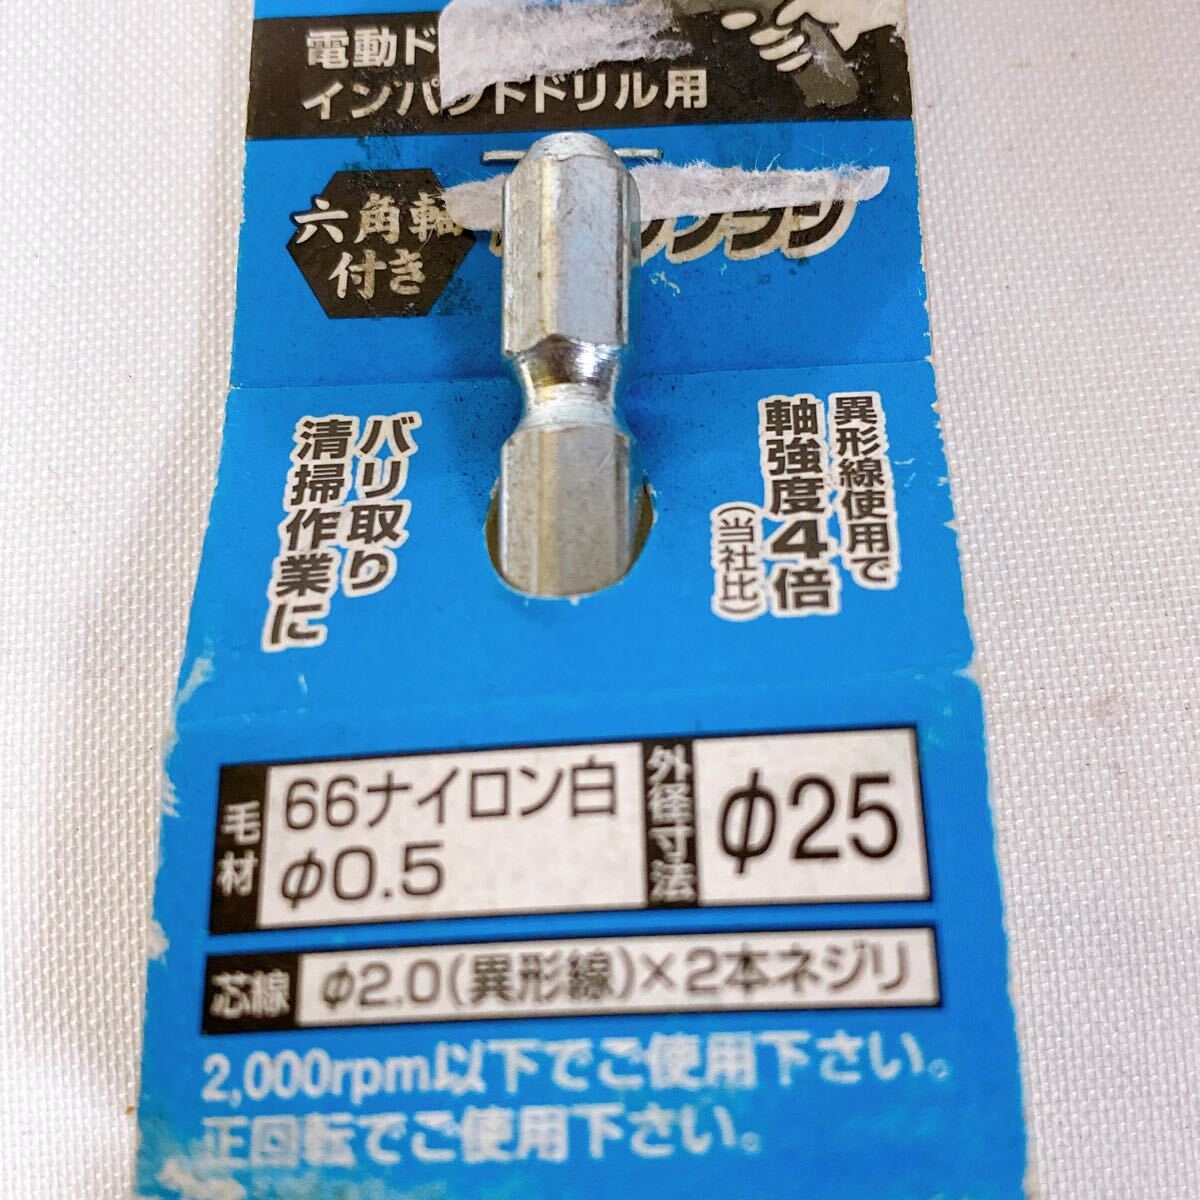 電動ド
インパクトドリル用
六角軸
付き
バリ取り
清掃作業に
異形線使用で
軸強度4倍
(当社比)
毛材
66ナイロン白
φ0.5
外径寸法
φ25
芯線
φ2.0(異形線)×2本ネジリ
2,000rpm以下でご使用下さい。
正回転でご使用下さい。